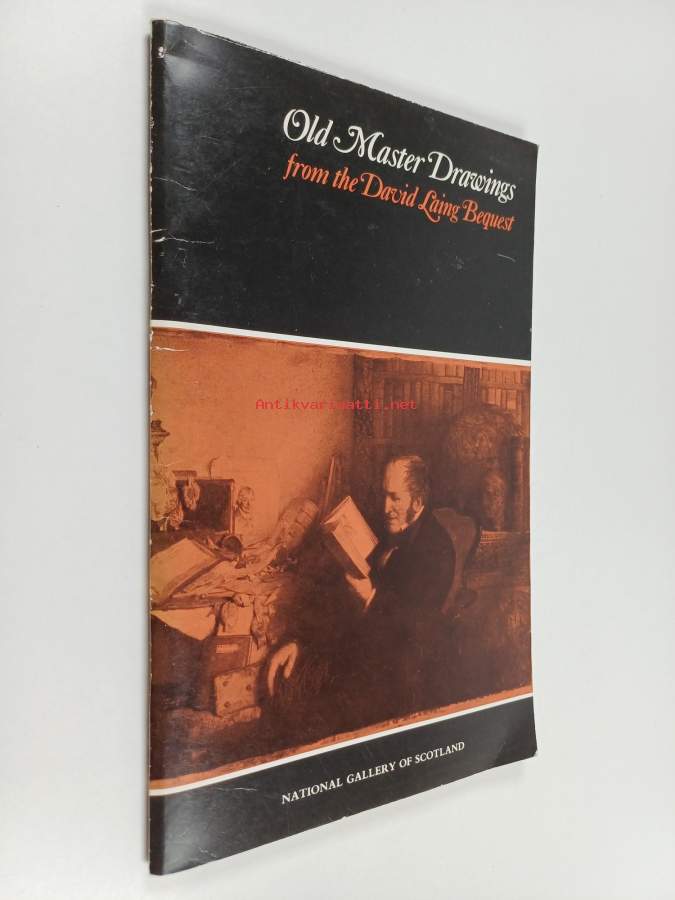 Old Master Drawings
from the David Laing Bequest
Antikvariaatti.net
NATIONAL GALLERY OF SCOTLAND